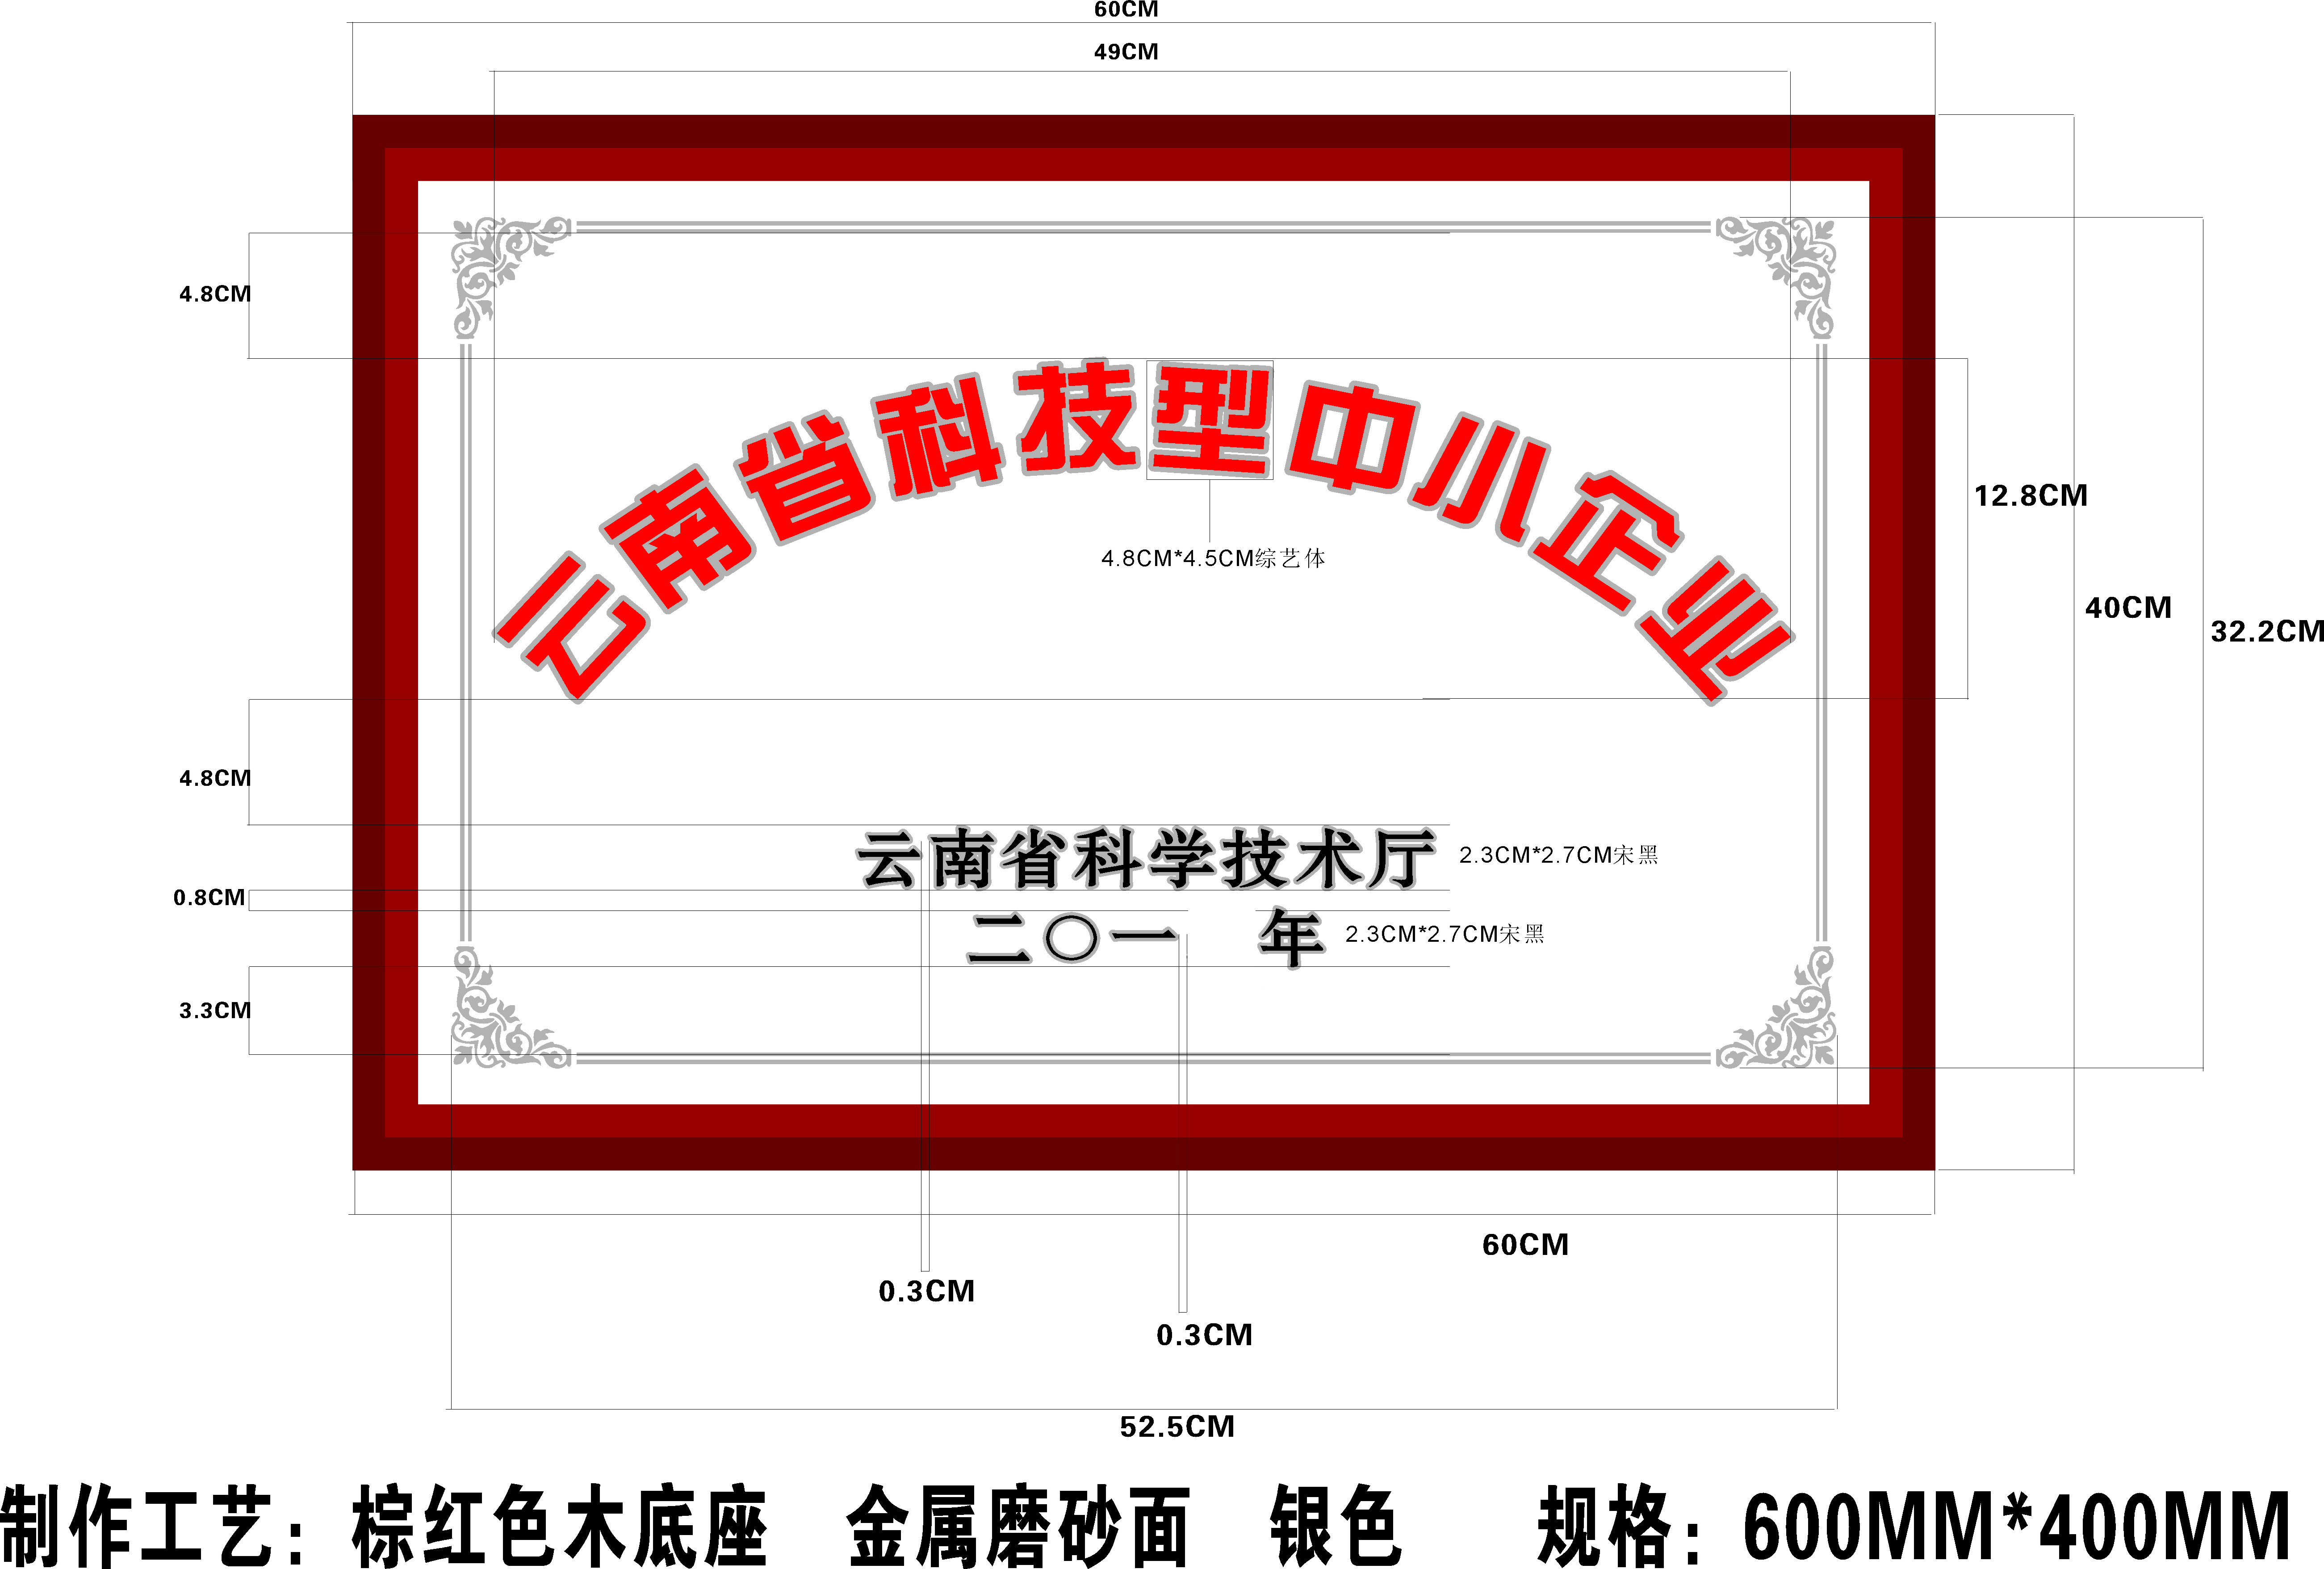 60CM
49CM
4.8CM
云南省科技型中小企业
12.8CM
4.8CM*4.5CM综艺体
40CM
32.2CM
4.8CM
云南省科学技术厅
2.3CM*2.7CM宋黑
0.8CM
二〇一 年
2.3CM*2.7CM宋黑
3.3CM
60CM
0.3CM
0.3CM
52.5CM
制作工艺：棕红色木底座 金属磨砂面 银色 规格：600MM*400MM